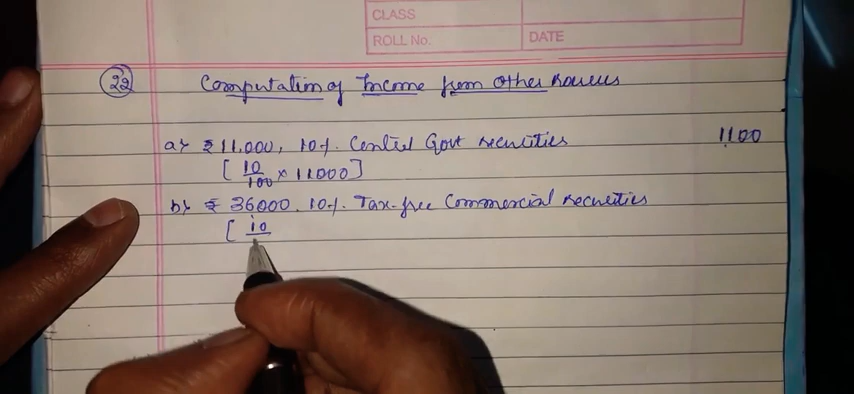 CLASS
ROLL No. DATE
22 Computation of Income from Other Sources
a> ₹ 11,000, 10%. Central Govt securities 1100
[ 10/100 × 11000 ]
b> ₹ 36000. 10%. Tax-free Commercial securities
[ 10